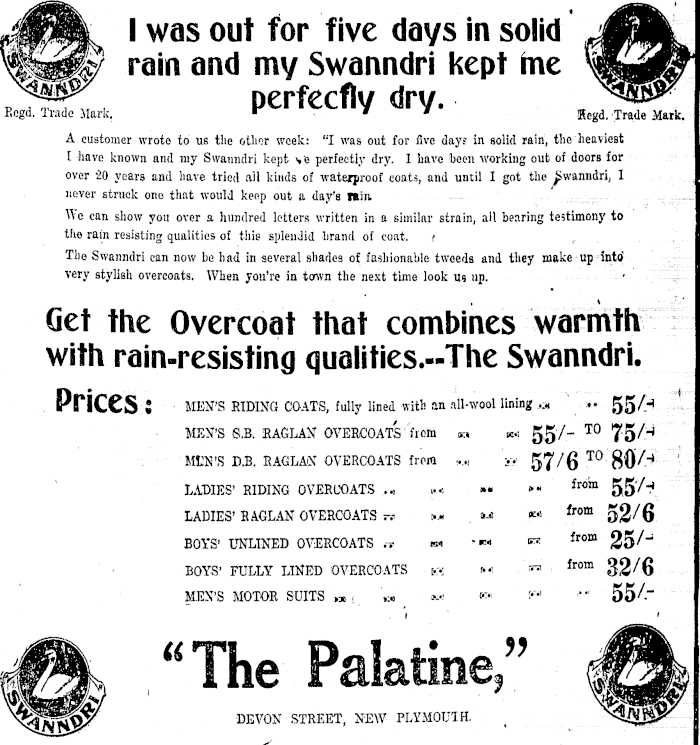 SWANNDRI
SWANNDRI
Regd. Trade Mark.
Regd. Trade Mark.
I was out for five days in solid
rain and my Swanndri kept me
perfectly dry.
A customer wrote to us the other week: "I was out for five days in solid rain, the heaviest
I have known and my Swanndri kept me perfectly dry. I have been working out of doors for
over 20 years and have tried all kinds of waterproof coats, and until I got the Swanndri, I
never struck one that would keep out a day's rain
We can show you over a hundred letters written in a similar strain, all bearing testimony to
the rain resisting qualities of this splendid brand of coat.
The Swanndri can now be had in several shades of fashionable tweeds and they make up into
very stylish overcoats. When you're in town the next time look us up.
Get the Overcoat that combines warmth
with rain-resisting qualities.--The Swanndri.
Prices:
MEN'S RIDING COATS, fully lined with an all-wool lining .. .. 55/-
MEN'S S.B. RAGLAN OVERCOATS from .. .. 55/- TO 75/-
MEN'S D.B. RAGLAN OVERCOATS from .. .. 57/6 TO 80/-
LADIES' RIDING OVERCOATS .. .. .. .. from 55/-
LADIES' RAGLAN OVERCOATS .. .. .. .. from 52/6
BOYS' UNLINED OVERCOATS .. .. .. .. from 25/-
BOYS' FULLY LINED OVERCOATS .. .. .. from 32/6
MEN'S MOTOR SUITS .. .. .. .. .. .. 55/-
"The Palatine,"
DEVON STREET, NEW PLYMOUTH.
SWANNDRI
SWANNDRI